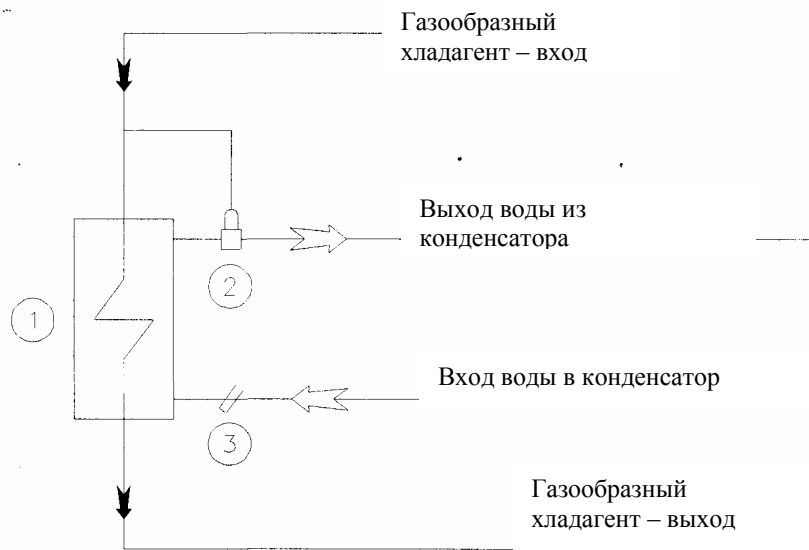 Газообразный
хладагент – вход
Выход воды из
конденсатора
2
1
Вход воды в конденсатор
3
Газообразный
хладагент – выход